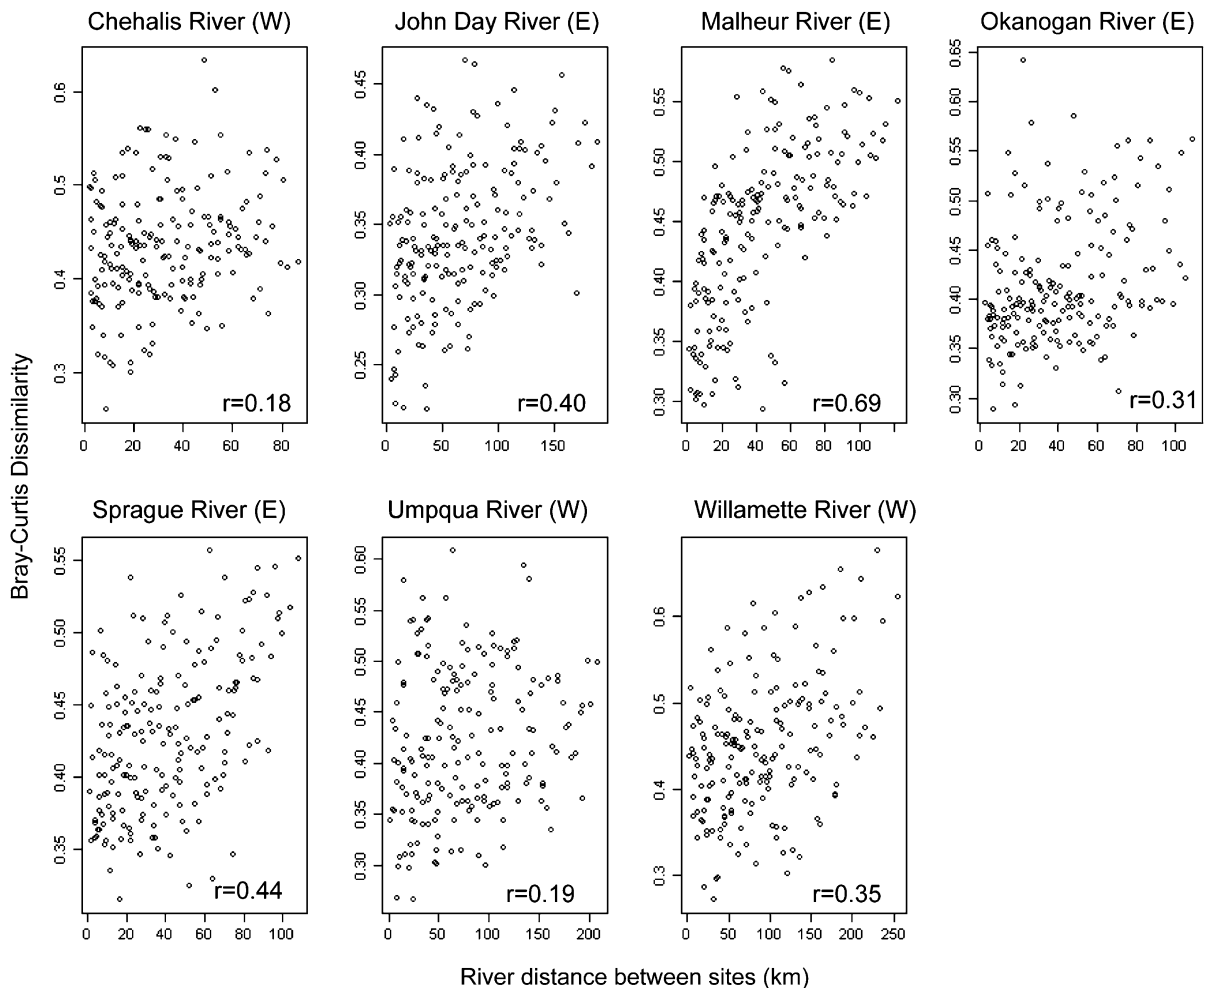 Chehalis River (W)
John Day River (E)
Malheur River (E)
Okanogan River (E)
0.3 0.4 0.5 0.6
r=0.18
0 20 40 60 80
0.25 0.30 0.35 0.40 0.45
r=0.40
0 50 100 150
0.30 0.35 0.40 0.45 0.50 0.55
r=0.69
0 20 40 60 80 100
0.30 0.35 0.40 0.45 0.50 0.55 0.60 0.65
r=0.31
0 20 40 60 80 100
Bray-Curtis Dissimilarity
Sprague River (E)
Umpqua River (W)
Willamette River (W)
0.35 0.40 0.45 0.50 0.55
r=0.44
0 20 40 60 80 100
0.30 0.35 0.40 0.45 0.50 0.55 0.60
r=0.19
0 50 100 150 200
0.3 0.4 0.5 0.6
r=0.35
0 50 100 150 200 250
River distance between sites (km)